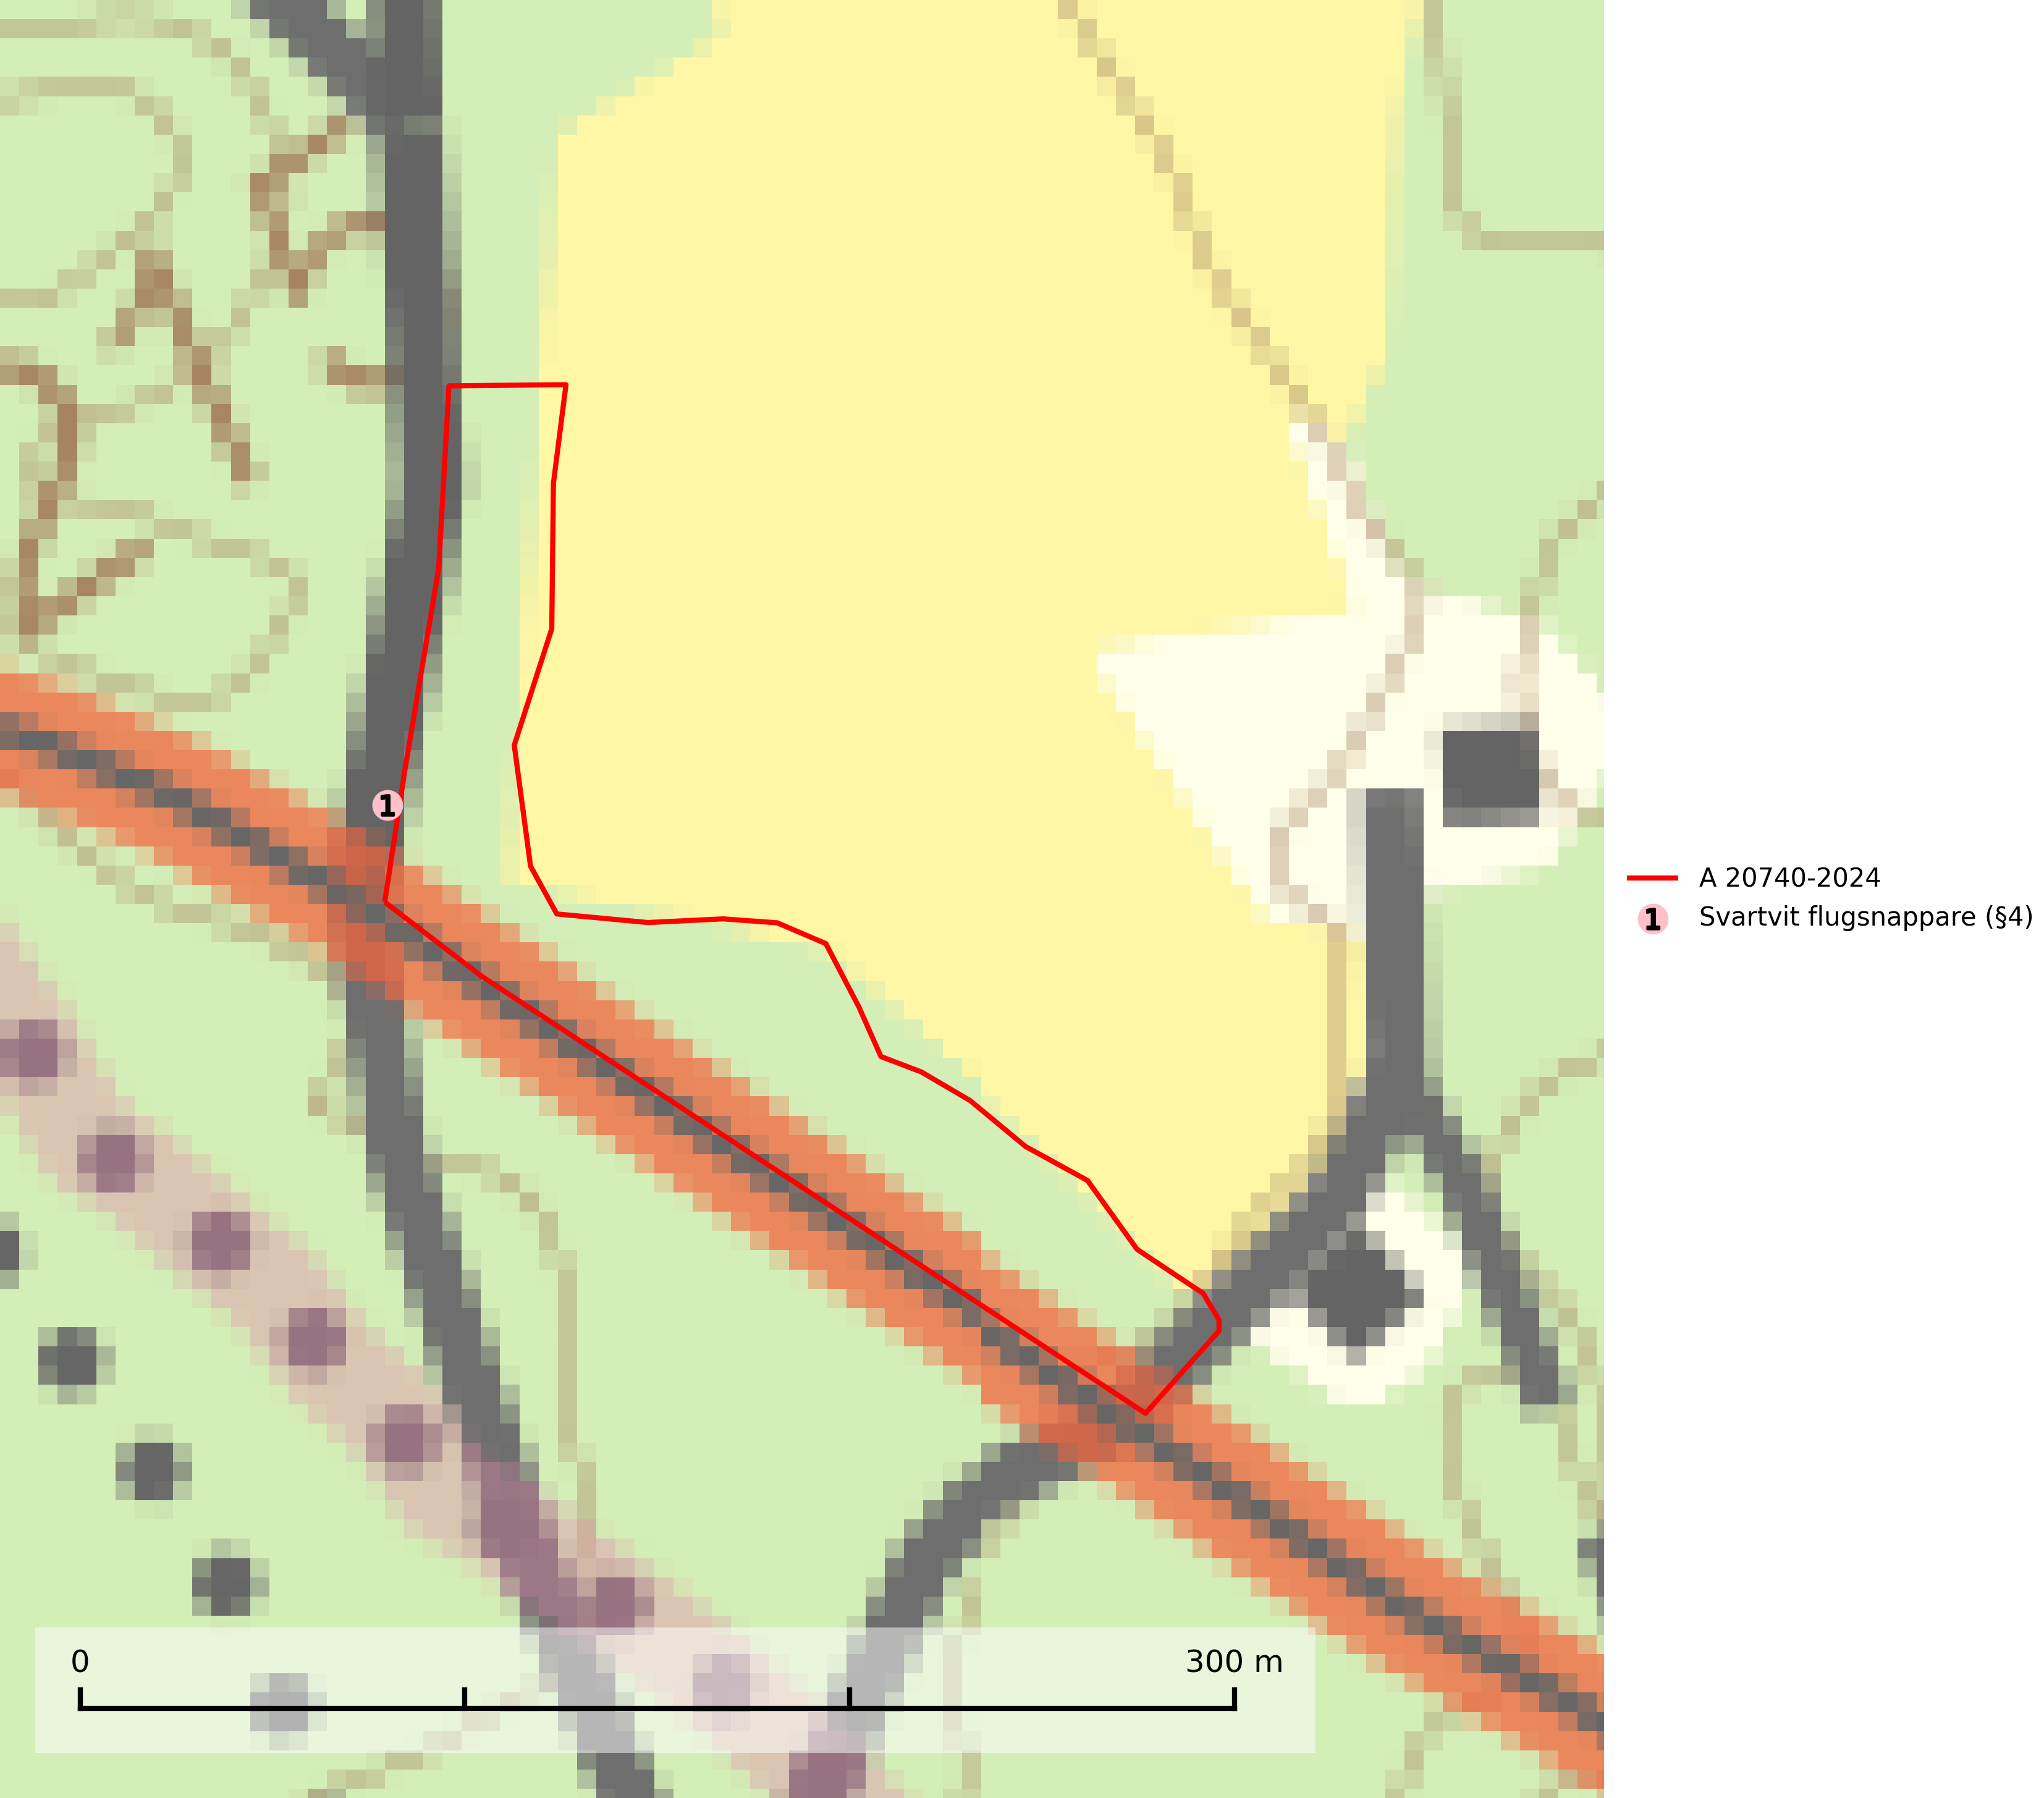 1
A 20740-2024
1 Svartvit flugsnappare (§4)
0 300 m